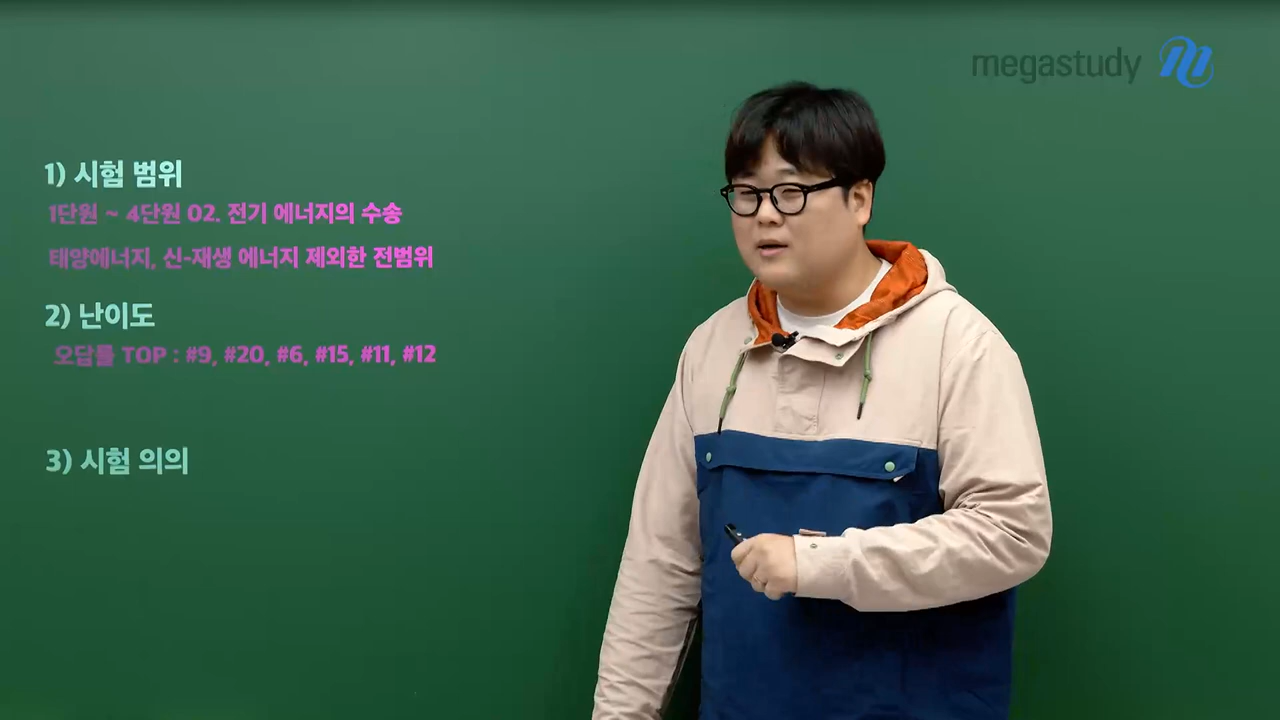 megastudy
1) 시험 범위
1단원 ~ 4단원 02. 전기 에너지의 수송
태양에너지, 신-재생 에너지 제외한 전범위
2) 난이도
오답률 TOP : #9, #20, #6, #15, #11, #12
3) 시험 의의